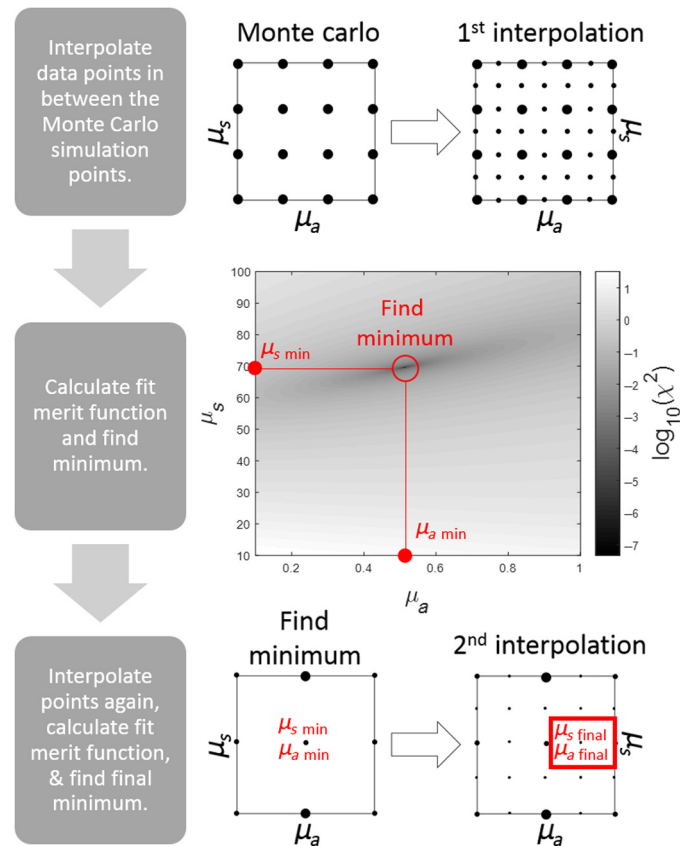 Interpolate
data points in
between the
Monte Carlo
simulation
points.
Monte carlo
μs
μa
1st interpolation
μs
μa
Calculate fit
merit function
and find
minimum.
100
90
80
70
60
50
40
30
20
10
μs
Find
minimum
μs min
μa min
0.2
0.4
0.6
0.8
1
μa
1
0
−1
−2
−3
−4
−5
−6
−7
log10(χ2)
Interpolate
points again,
calculate fit
merit function,
& find final
minimum.
Find
minimum
μs
μs min
μa min
μa
2nd interpolation
μs final
μa final
μs
μa